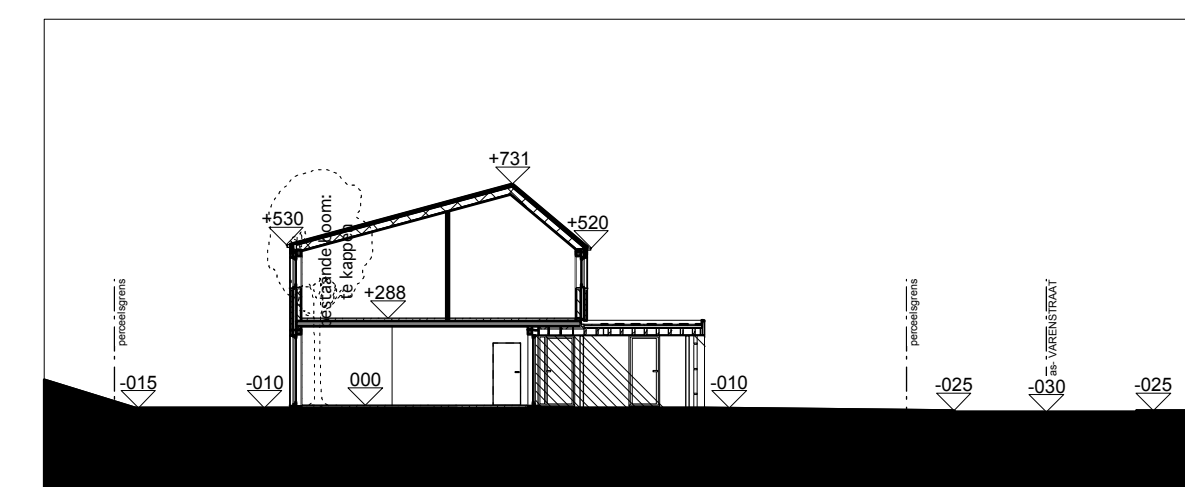 +731
+530
+520
bestaande boom:
te kappen
+288
perceelsgrens
perceelsgrens
as- VARENSTRAAT
-015
-010
000
-010
-025
-030
-025